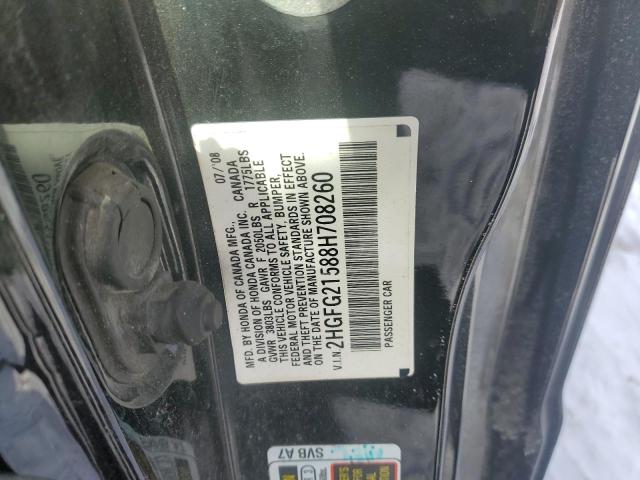 MFD. BY HONDA OF CANADA MFG. 07/'08
A DIVISION OF HONDA CANADA INC. CANADA
GVWR 3803LBS GAWR F 2050LBS R 1775LBS
THIS VEHICLE CONFORMS TO ALL APPLICABLE
FEDERAL MOTOR VEHICLE SAFETY, BUMPER,
AND THEFT PREVENTION STANDARDS IN EFFECT
ON THE DATE OF MANUFACTURE SHOWN ABOVE.
V.I.N. 2HGFG21588H708260
PASSENGER CAR
SVB A7